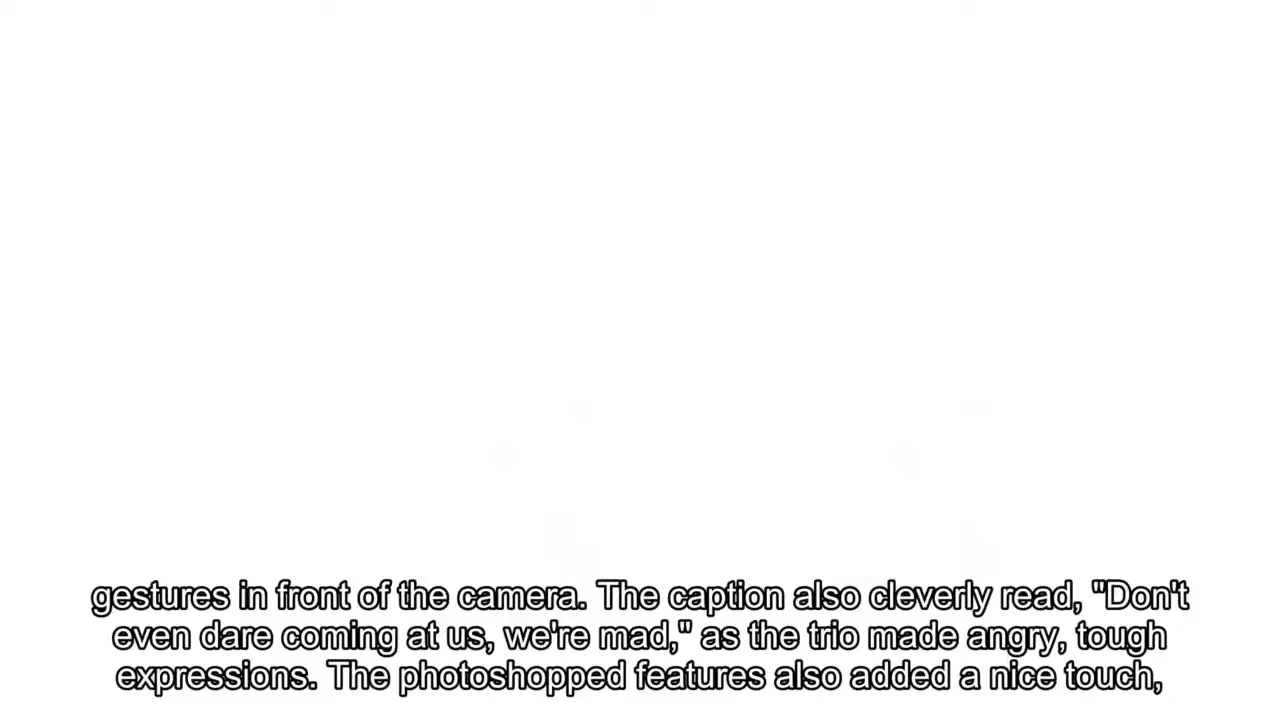 gestures in front of the camera. The caption also cleverly read, "Don't
even dare coming at us, we're mad," as the trio made angry, tough
expressions. The photoshopped features also added a nice touch,